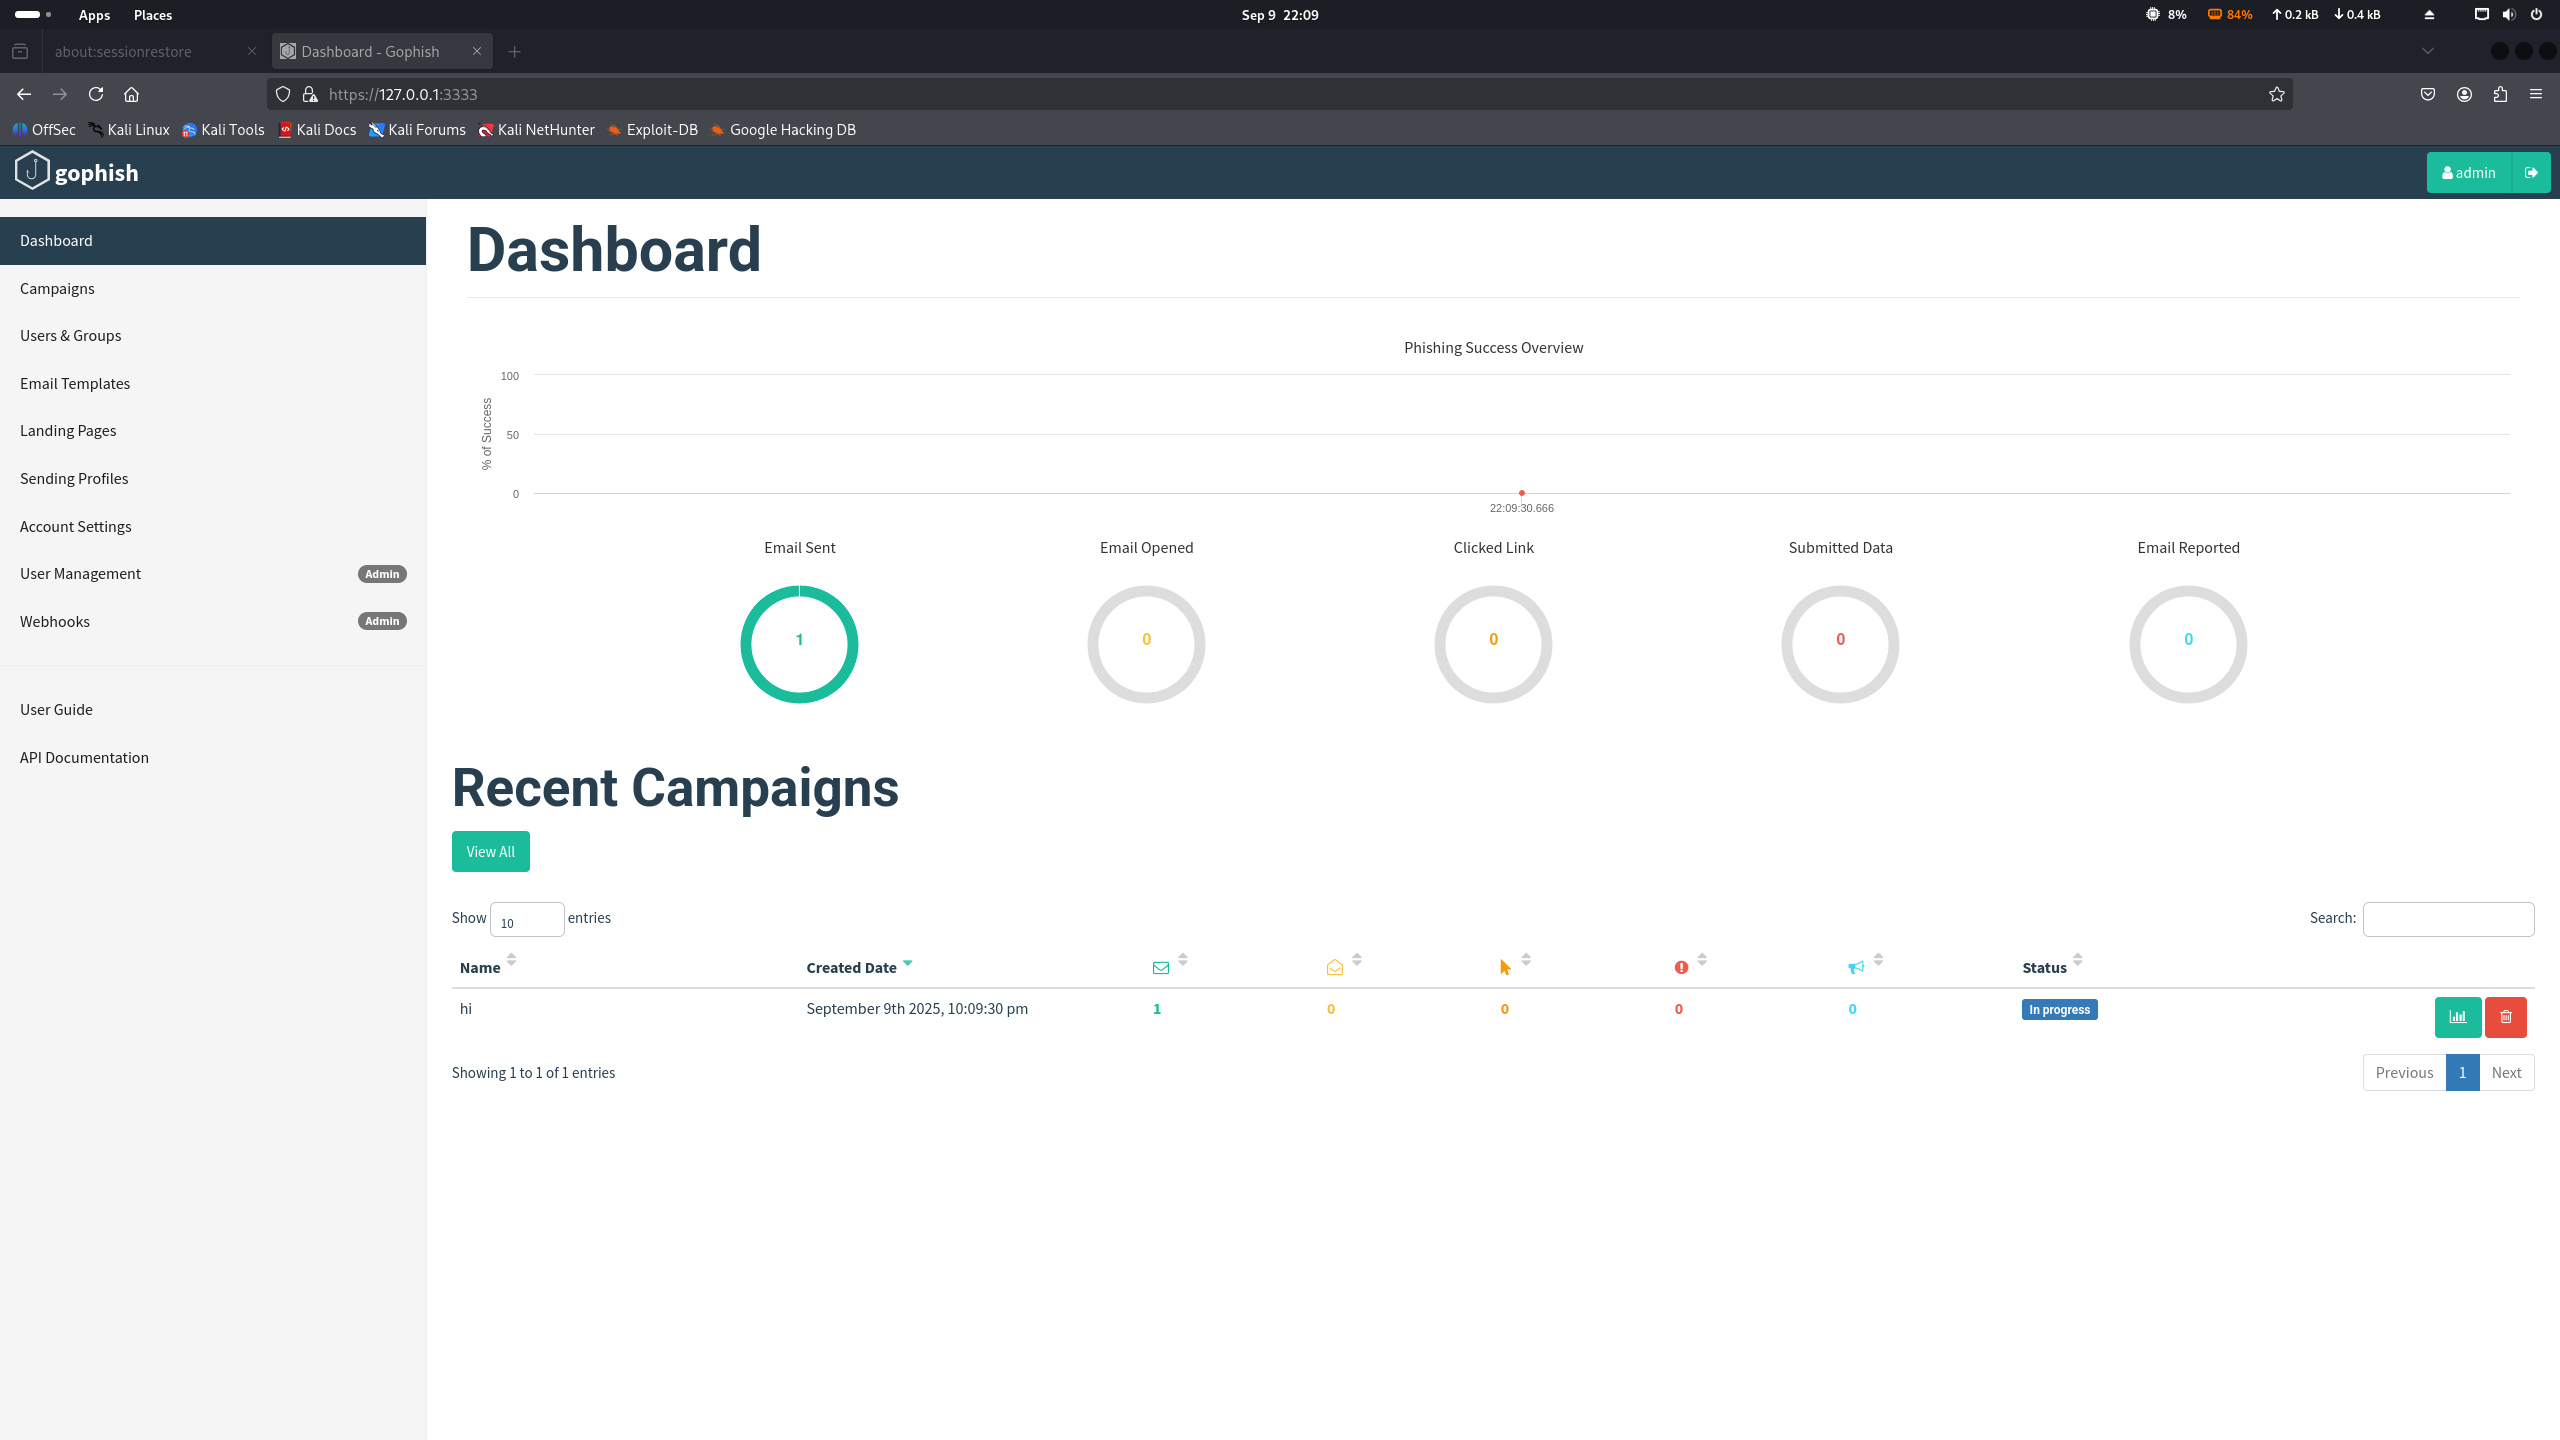 Apps Places Sep 9 22:09 8% 84% 0.2 kB 0.4 kB
about:sessionrestore Dashboard - Gophish
https://127.0.0.1:3333
OffSec Kali Linux Kali Tools Kali Docs Kali Forums Kali NetHunter Exploit-DB Google Hacking DB
gophish admin
Dashboard
Campaigns
Users & Groups
Email Templates
Landing Pages
Sending Profiles
Account Settings
User Management Admin
Webhooks Admin
User Guide
API Documentation
Dashboard
Phishing Success Overview
% of Success
100
50
0
22:09:30.666
Email Sent Email Opened Clicked Link Submitted Data Email Reported
1 0 0 0 0
Recent Campaigns
View All
Show 10 entries Search:
Name Created Date Status
hi September 9th 2025, 10:09:30 pm 1 0 0 0 0 In progress
Showing 1 to 1 of 1 entries Previous 1 Next